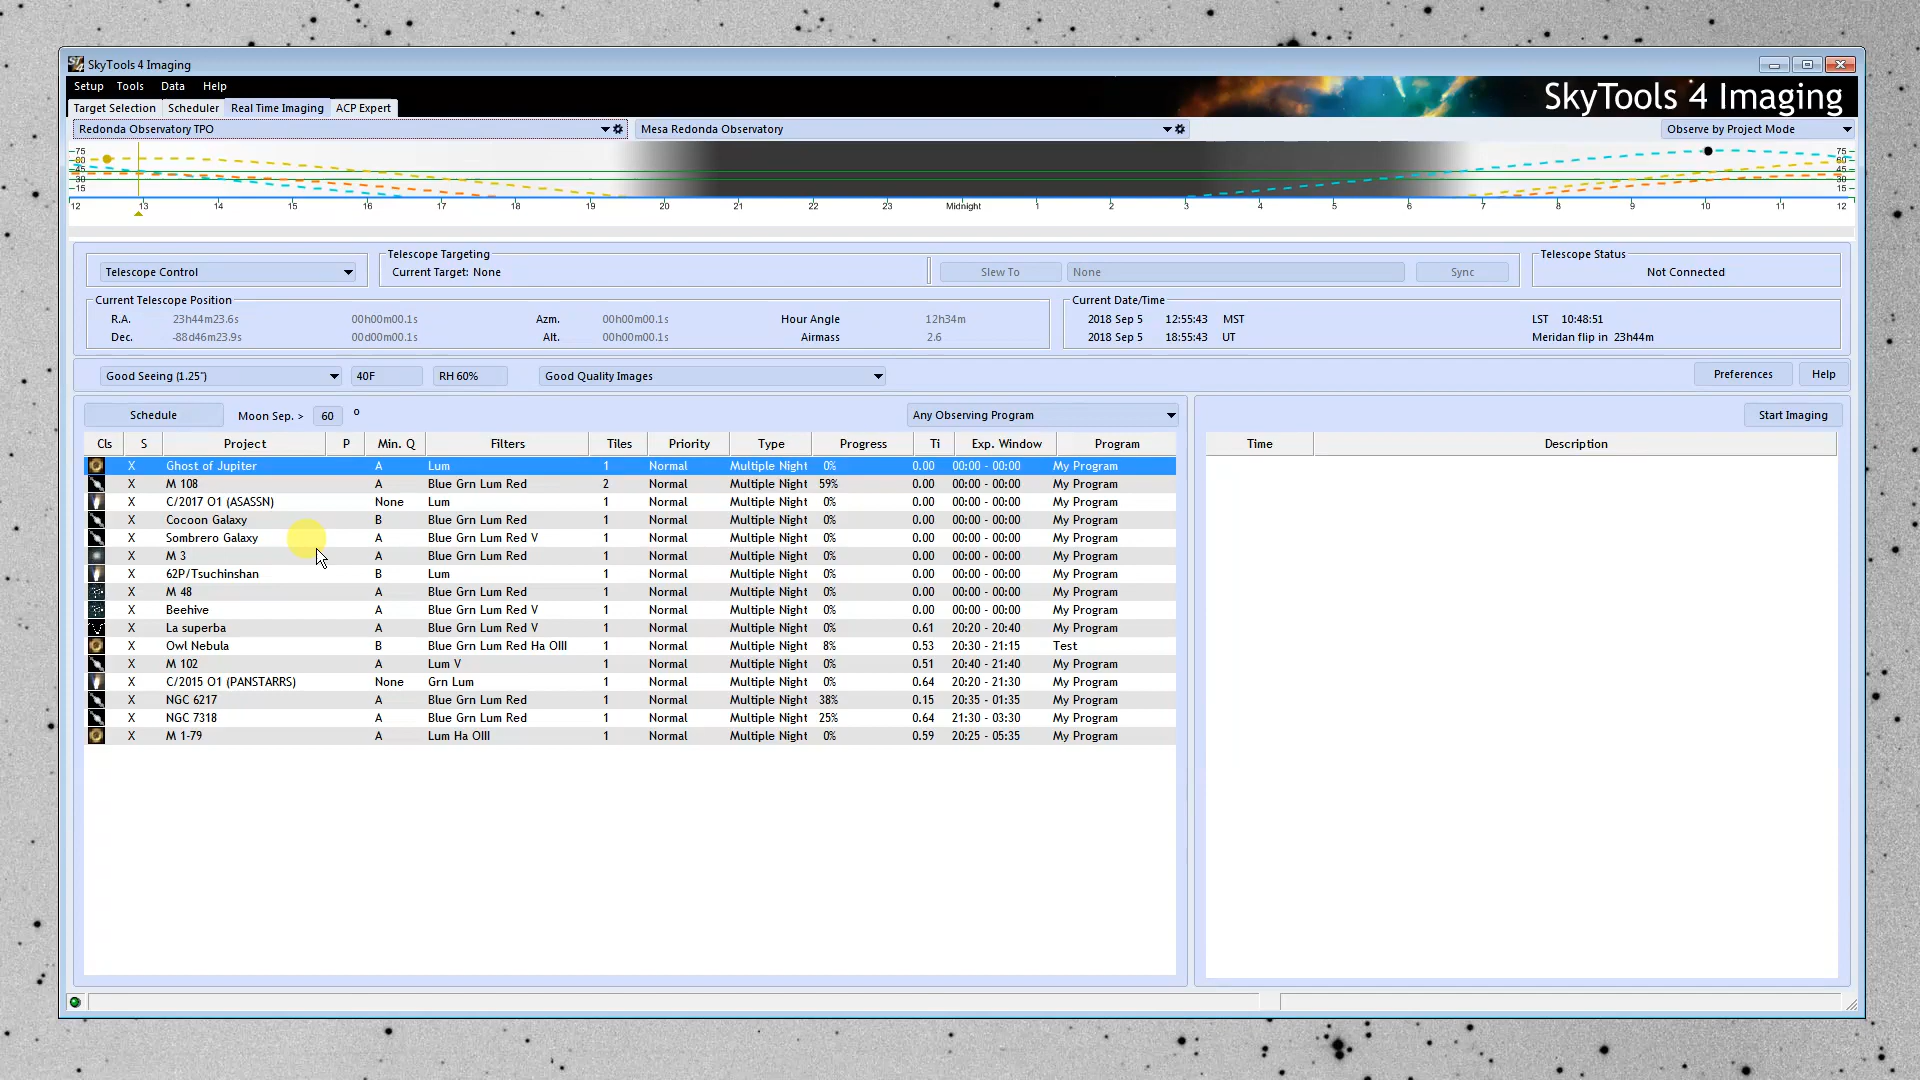 SkyTools 4 Imaging
Setup Tools Data Help
SkyTools 4 Imaging
Target Selection Scheduler Real Time Imaging ACP Expert
Redonda Observatory TPO Mesa Redonda Observatory Observe by Project Mode
75 75
60 60
45 45
30 30
15 15
12 13 14 15 16 17 18 19 20 21 22 23 Midnight 1 2 3 4 5 6 7 8 9 10 11 12
Telescope Targeting Telescope Status
Telescope Control Current Target: None Slew To None Sync Not Connected
Current Telescope Position Current Date/Time
R.A. 23h44m23.6s 00h00m00.1s Azm. 00h00m00.1s Hour Angle 12h34m 2018 Sep 5 12:55:43 MST LST 10:48:51
Dec. -88d46m23.9s 00d00m00.1s Alt. 00h00m00.1s Airmass 2.6 2018 Sep 5 18:55:43 UT Meridan flip in 23h44m
Good Seeing (1.25") 40F RH 60% Good Quality Images Preferences Help
Schedule Moon Sep. > 60 o Any Observing Program Start Imaging
Cls S Project P Min. Q Filters Tiles Priority Type Progress Ti Exp. Window Program Time Description
X Ghost of Jupiter A Lum 1 Normal Multiple Night 0% 0.00 00:00 - 00:00 My Program
X M 108 A Blue Grn Lum Red 2 Normal Multiple Night 59% 0.00 00:00 - 00:00 My Program
X C/2017 O1 (ASASSN) None Lum 1 Normal Multiple Night 0% 0.00 00:00 - 00:00 My Program
X Cocoon Galaxy B Blue Grn Lum Red 1 Normal Multiple Night 0% 0.00 00:00 - 00:00 My Program
X Sombrero Galaxy A Blue Grn Lum Red V 1 Normal Multiple Night 0% 0.00 00:00 - 00:00 My Program
X M 3 A Blue Grn Lum Red 1 Normal Multiple Night 0% 0.00 00:00 - 00:00 My Program
X 62P/Tsuchinshan B Lum 1 Normal Multiple Night 0% 0.00 00:00 - 00:00 My Program
X M 48 A Blue Grn Lum Red 1 Normal Multiple Night 0% 0.00 00:00 - 00:00 My Program
X Beehive A Blue Grn Lum Red V 1 Normal Multiple Night 0% 0.00 00:00 - 00:00 My Program
X La superba A Blue Grn Lum Red V 1 Normal Multiple Night 0% 0.61 20:20 - 20:40 My Program
X Owl Nebula B Blue Grn Lum Red Ha OIII 1 Normal Multiple Night 8% 0.53 20:30 - 21:15 Test
X M 102 A Lum V 1 Normal Multiple Night 0% 0.51 20:40 - 21:40 My Program
X C/2015 O1 (PANSTARRS) None Grn Lum 1 Normal Multiple Night 0% 0.64 20:20 - 21:30 My Program
X NGC 6217 A Blue Grn Lum Red 1 Normal Multiple Night 38% 0.15 20:35 - 01:35 My Program
X NGC 7318 A Blue Grn Lum Red 1 Normal Multiple Night 25% 0.64 21:30 - 03:30 My Program
X M 1-79 A Lum Ha OIII 1 Normal Multiple Night 0% 0.59 20:25 - 05:35 My Program